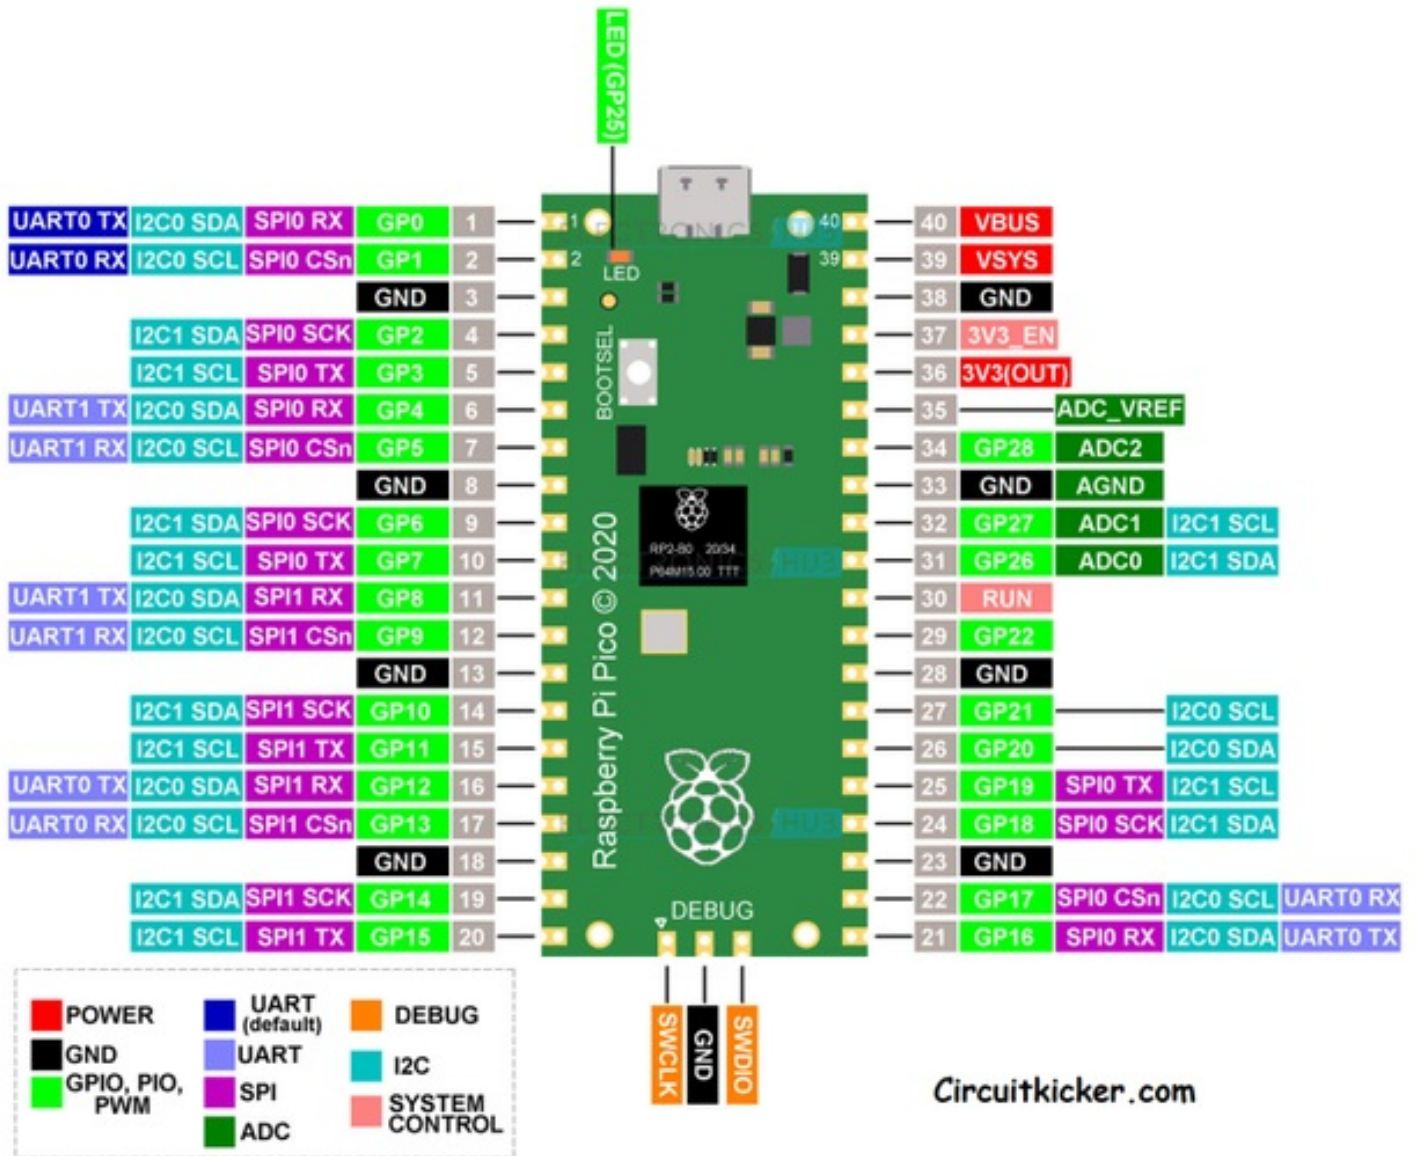 LED (GP25)
UART0 TX I2C0 SDA SPI0 RX GP0 1 1 40 40 VBUS
UART0 RX I2C0 SCL SPI0 CSn GP1 2 2 39 39 VSYS
LED
GND 3 38 GND
I2C1 SDA SPI0 SCK GP2 4 37 3V3_EN
I2C1 SCL SPI0 TX GP3 5 36 3V3(OUT)
BOOTSEL
UART1 TX I2C0 SDA SPI0 RX GP4 6 35 ADC_VREF
UART1 RX I2C0 SCL SPI0 CSn GP5 7 34 GP28 ADC2
GND 8 33 GND AGND
I2C1 SDA SPI0 SCK GP6 9 32 GP27 ADC1 I2C1 SCL
RP2-B0 20/34
I2C1 SCL SPI0 TX GP7 10 31 GP26 ADC0 I2C1 SDA
P64M15.00 TTT
UART1 TX I2C0 SDA SPI1 RX GP8 11 30 RUN
UART1 RX I2C0 SCL SPI1 CSn GP9 12 29 GP22
GND 13 28 GND
Raspberry Pi Pico © 2020
I2C1 SDA SPI1 SCK GP10 14 27 GP21 I2C0 SCL
I2C1 SCL SPI1 TX GP11 15 26 GP20 I2C0 SDA
UART0 TX I2C0 SDA SPI1 RX GP12 16 25 GP19 SPI0 TX I2C1 SCL
UART0 RX I2C0 SCL SPI1 CSn GP13 17 HUB 24 GP18 SPI0 SCK I2C1 SDA
GND 18 23 GND
I2C1 SDA SPI1 SCK GP14 19 22 GP17 SPI0 CSn I2C0 SCL UART0 RX
DEBUG
I2C1 SCL SPI1 TX GP15 20 21 GP16 SPI0 RX I2C0 SDA UART0 TX
SWCLK
GND
SWDIO
POWER
GND
GPIO, PIO,
PWM
UART
(default)
UART
SPI
ADC
DEBUG
I2C
SYSTEM
CONTROL
Circuitkicker.com